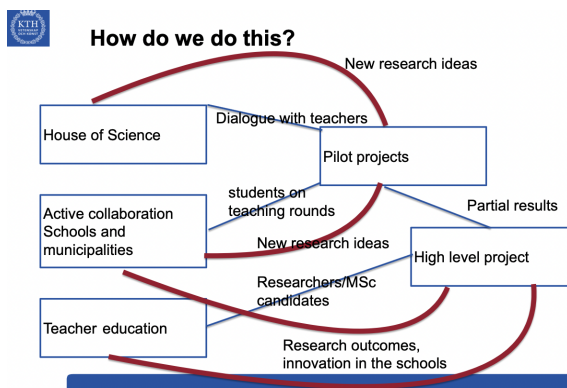 KTH
How do we do this?
New research ideas
House of Science
Dialogue with teachers
Pilot projects
students on
teaching rounds
Active collaboration
Schools and
municipalities
Partial results
New research ideas
High level project
Researchers/MSc
candidates
Teacher education
Research outcomes,
innovation in the schools